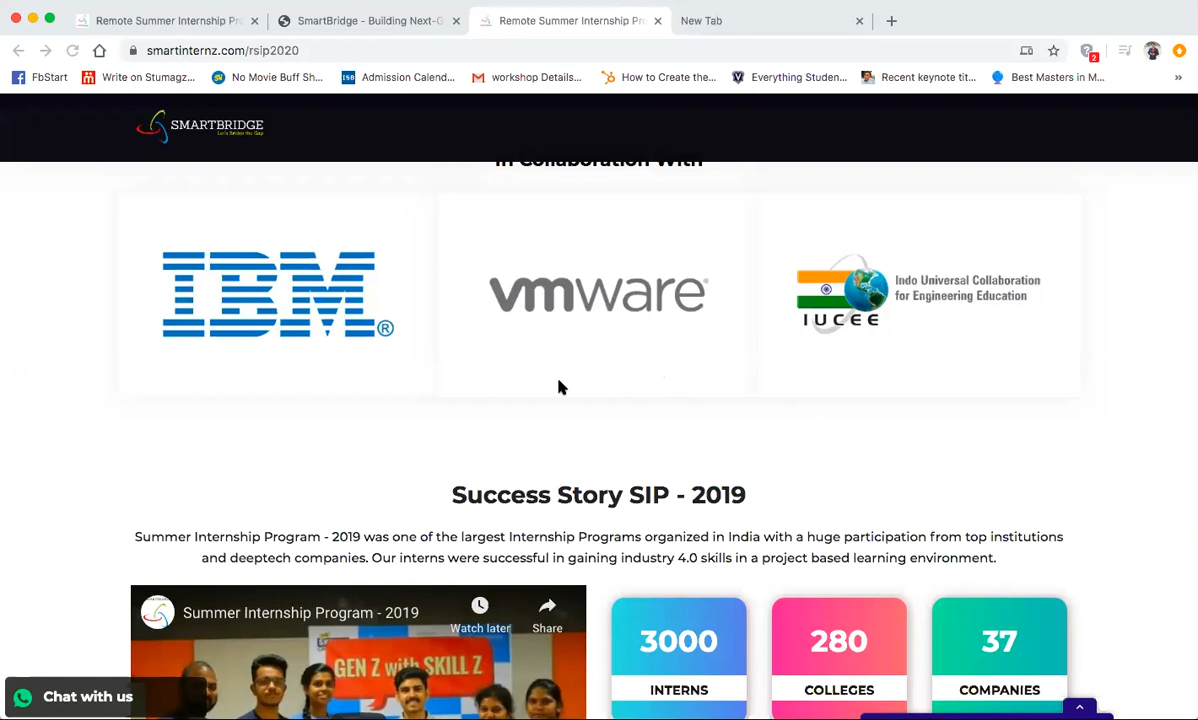 Remote Summer Internship Pr
SmartBridge - Building Next-G
Remote Summer Internship Pr
New Tab
smartinternz.com/rsip2020
2
FbStart
Write on Stumagz...
No Movie Buff Sh...
Admission Calend...
workshop Details...
How to Create the...
Everything Studen...
Recent keynote tit...
Best Masters in M...
SMARTBRIDGE
Let's Bridge the Gap
In Collaboration With
IBM®
vmware®
IUCEE
Indo Universal Collaboration
for Engineering Education
Success Story SIP - 2019
Summer Internship Program - 2019 was one of the largest Internship Programs organized in India with a huge participation from top institutions
and deeptech companies. Our interns were successful in gaining industry 4.0 skills in a project based learning environment.
Summer Internship Program - 2019
Watch later
Share
GEN Z with SKILL Z
3000
INTERNS
280
COLLEGES
37
COMPANIES
Chat with us